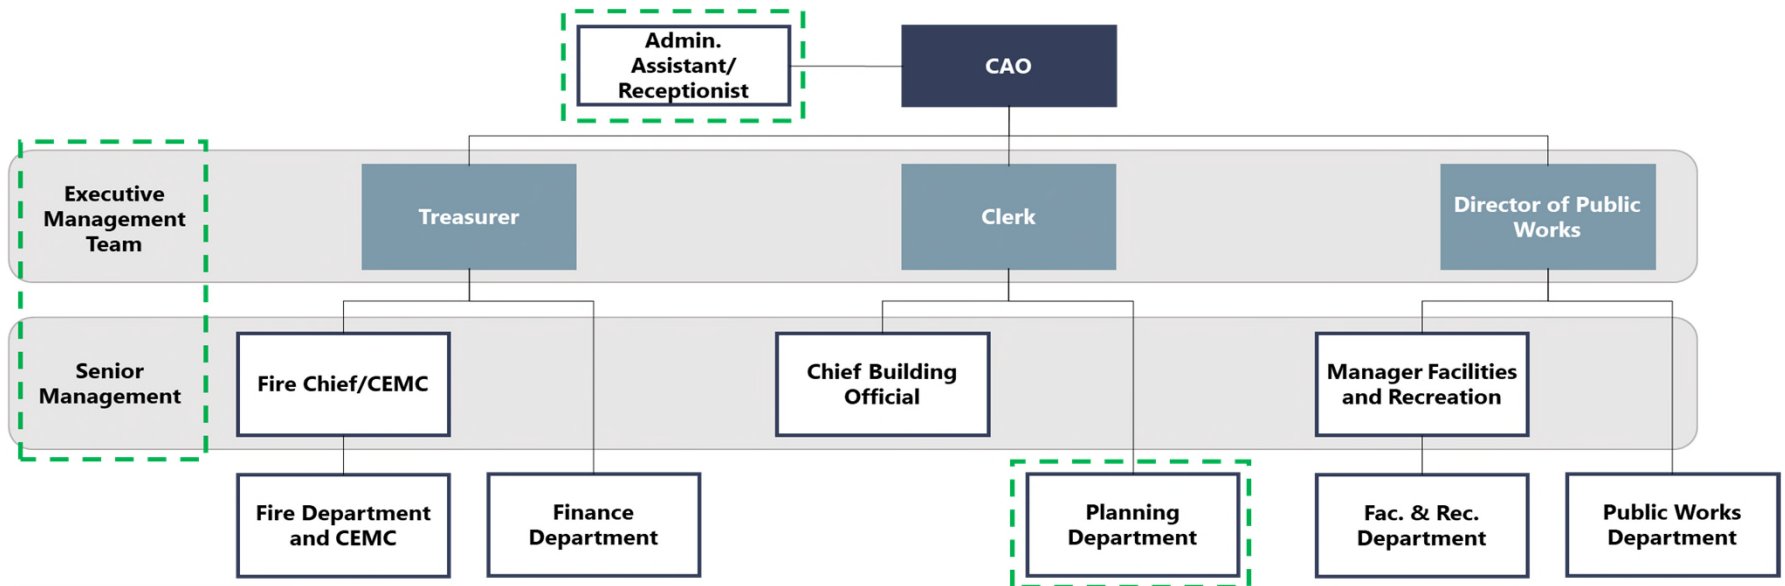 Admin.
Assistant/
Receptionist
CAO
Executive
Management
Team
Treasurer
Clerk
Director of Public
Works
Senior
Management
Fire Chief/CEMC
Chief Building
Official
Manager Facilities
and Recreation
Fire Department
and CEMC
Finance
Department
Planning
Department
Fac. & Rec.
Department
Public Works
Department